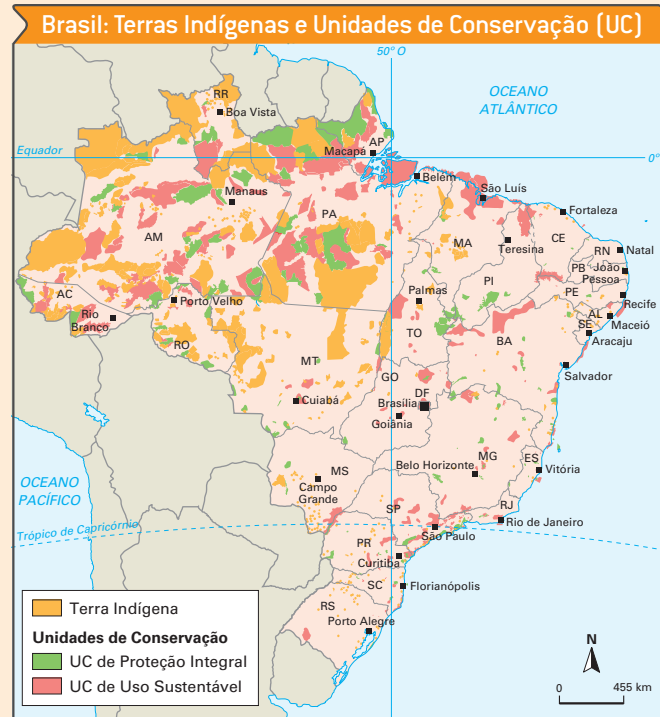 Brasil: Terras Indígenas e Unidades de Conservação (UC)
50° O
OCEANO
ATLÂNTICO
RR
Boa Vista
Equador
AP
Macapá
0°
Belém
São Luís
Manaus
Fortaleza
AM
PA
MA
Teresina
CE
RN
Natal
PB
João
Pessoa
PI
PE
AC
Rio
Branco
Porto Velho
Palmas
Recife
AL
Maceió
SE
Aracaju
RO
TO
BA
MT
Salvador
GO
DF
Cuiabá
Brasília
Goiânia
OCEANO
PACÍFICO
MS
Campo
Grande
Belo Horizonte
MG
ES
Vitória
SP
RJ
Rio de Janeiro
Trópico de Capricórnio
São Paulo
PR
Curitiba
SC
Florianópolis
RS
Porto Alegre
Terra Indígena
Unidades de Conservação
UC de Proteção Integral
UC de Uso Sustentável
N
0 455 km